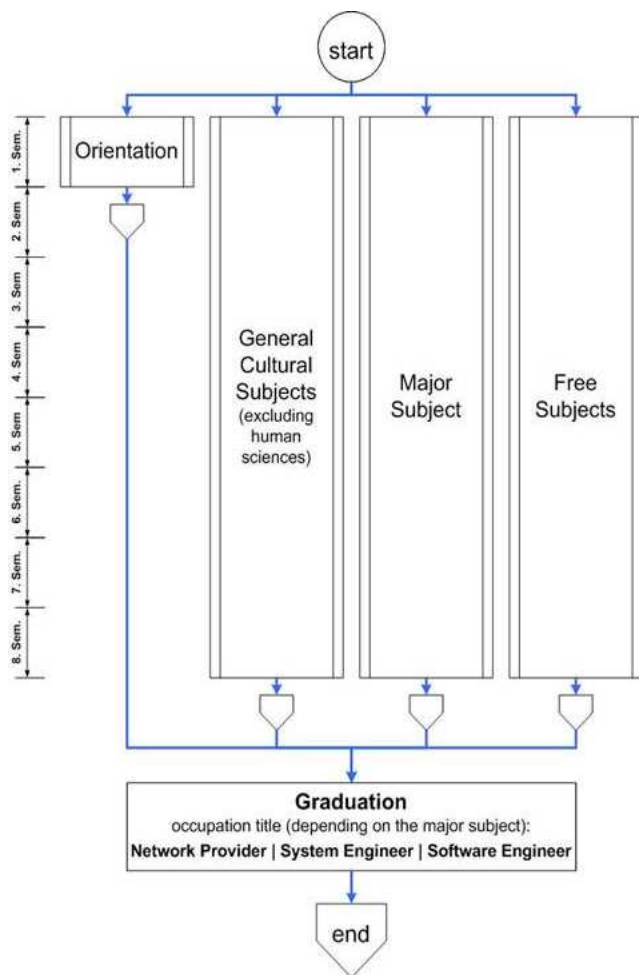 start
1. Sem.
2. Sem
3. Sem
4. Sem
5. Sem.
6. Sem.
7. Sem.
8. Sem.
Orientation
General
Cultural
Subjects
(excluding
human
sciences)
Major
Subject
Free
Subjects
Graduation
occupation title (depending on the major subject):
Network Provider | System Engineer | Software Engineer
end